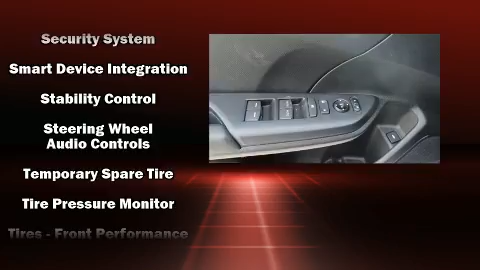 Security System
Smart Device Integration
Stability Control
Steering Wheel
Audio Controls
Temporary Spare Tire
Tire Pressure Monitor
Tires - Front Performance